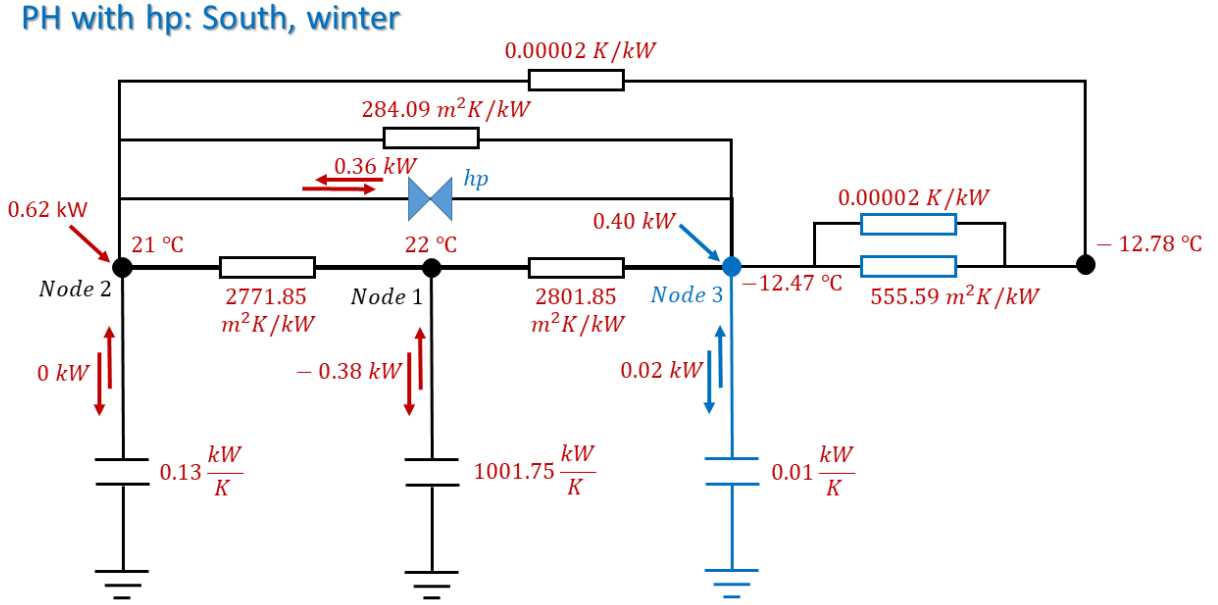 PH with hp: South, winter
0.00002 K/kW
284.09 m²K/kW
0.36 kW
hp
0.00002 K/kW
0.62 kW
0.40 kW
21 °C
22 °C
− 12.78 °C
Node 2
2771.85
m²K/kW
Node 1
2801.85
m²K/kW
Node 3
−12.47 °C
555.59 m²K/kW
0 kW
− 0.38 kW
0.02 kW
0.13 kW/K
1001.75 kW/K
0.01 kW/K